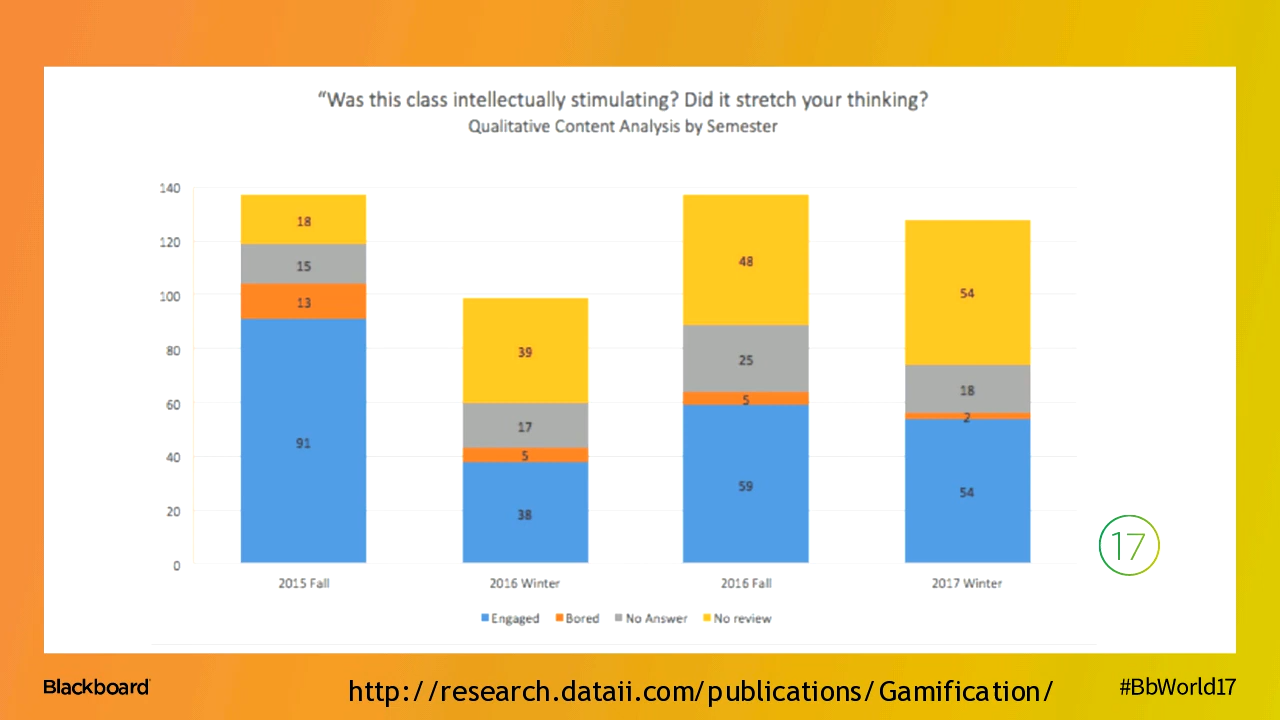 “Was this class intellectually stimulating? Did it stretch your thinking?
Qualitative Content Analysis by Semester
140
120
100
80
60
40
20
0
18
15
13
91
39
17
5
38
48
25
5
59
54
18
2
54
2015 Fall
2016 Winter
2016 Fall
2017 Winter
Engaged
Bored
No Answer
No review
17
Blackboard
http://research.dataii.com/publications/Gamification/
#BbWorld17